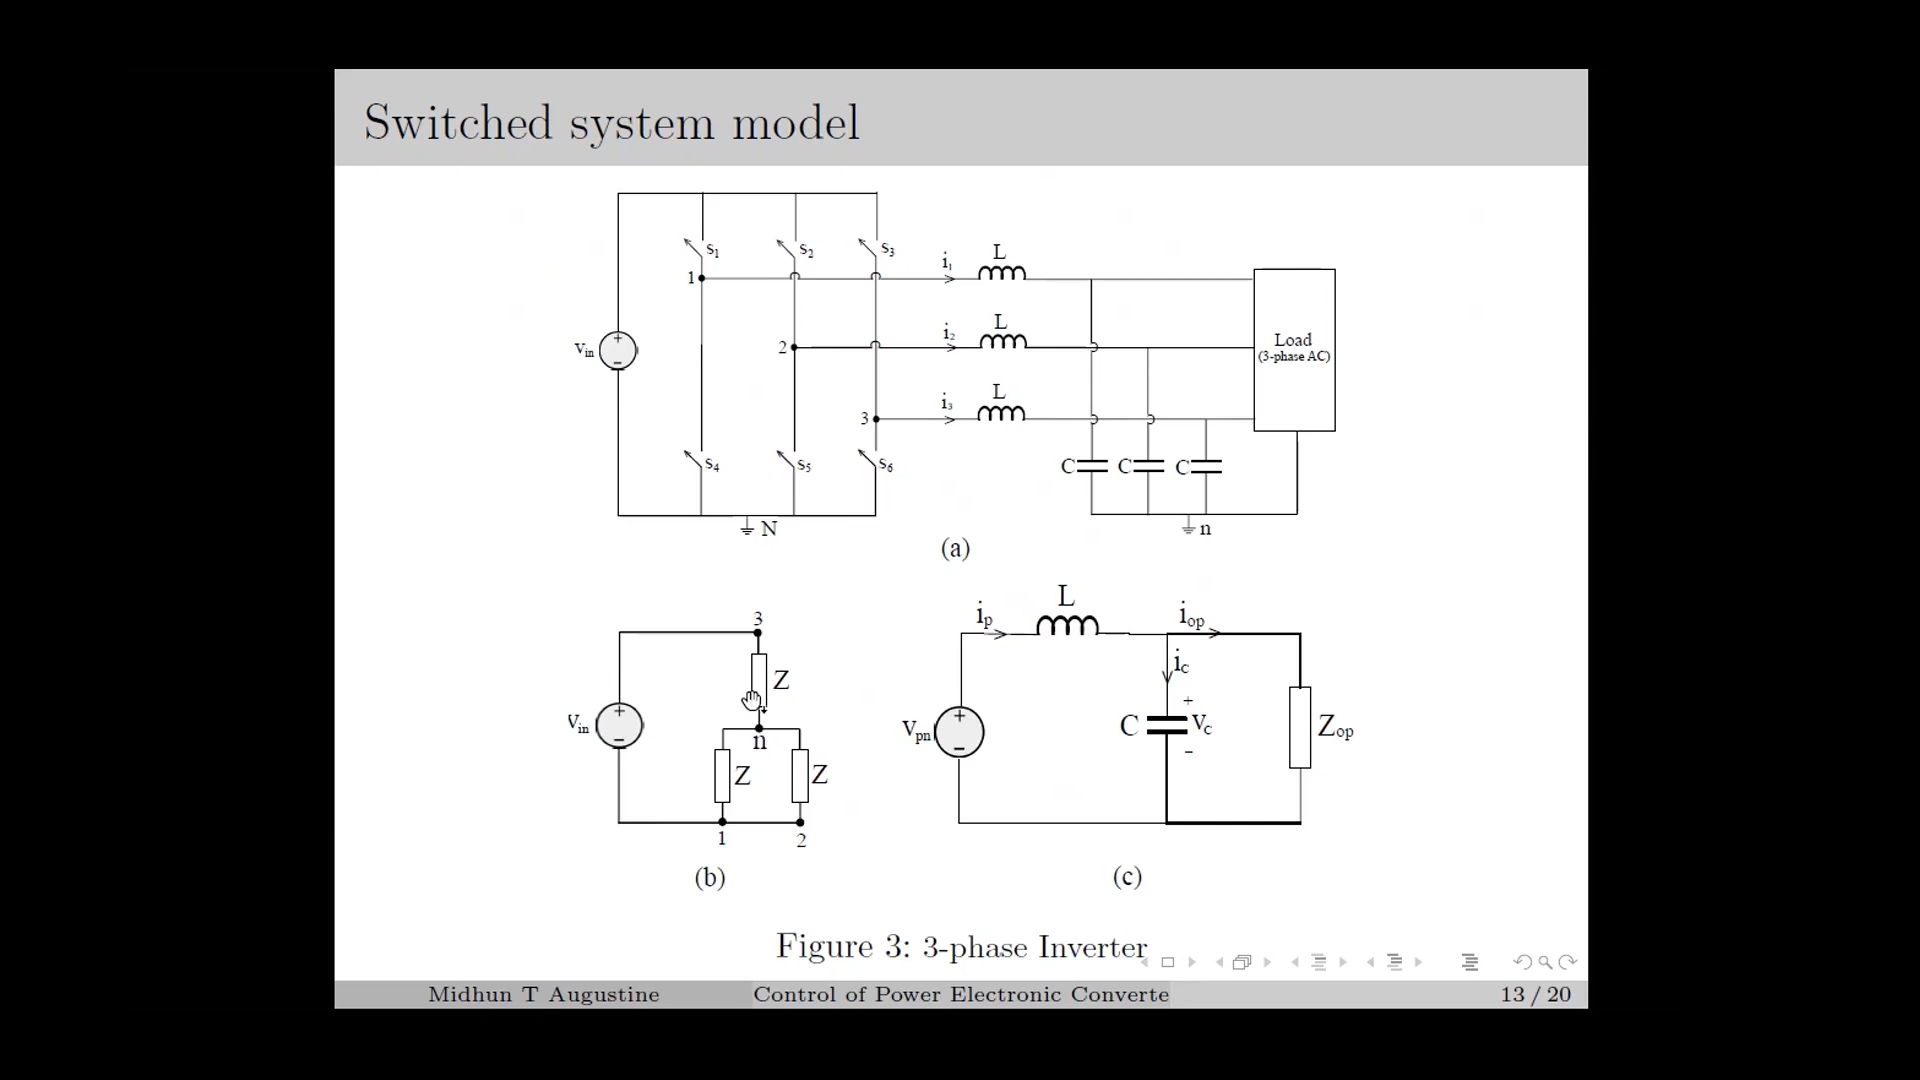 Switched system model
S1 S2 S3
1 i1 L
2 i2 L
3 i3 L
Vin + −
Load
(3-phase AC)
S4 S5 S6
C C C
N n
(a)
3
Z
Vin + −
n
Z Z
1 2
(b)
L
ip iop
ic
Vpn + −
C + Vc −
Zop
(c)
Figure 3: 3-phase Inverter
Midhun T Augustine Control of Power Electronic Converte 13 / 20